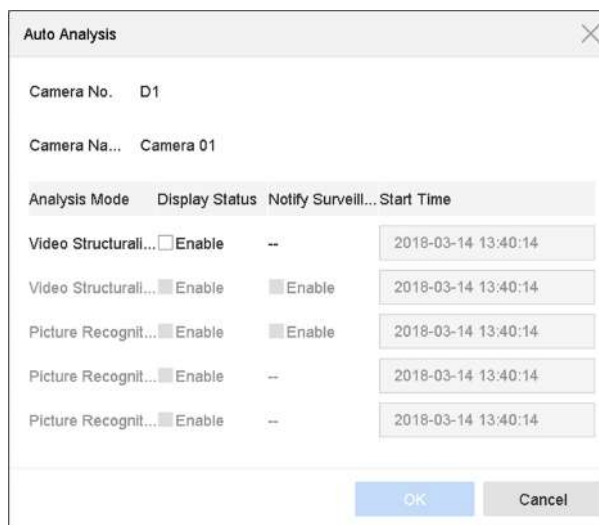 Auto Analysis
Camera No. D1
Camera Na... Camera 01
Analysis Mode Display Status Notify Surveill... Start Time
Video Structurali... Enable -- 2018-03-14 13:40:14
Video Structurali... Enable Enable 2018-03-14 13:40:14
Picture Recognit... Enable Enable 2018-03-14 13:40:14
Picture Recognit... Enable -- 2018-03-14 13:40:14
Picture Recognit... Enable -- 2018-03-14 13:40:14
OK Cancel